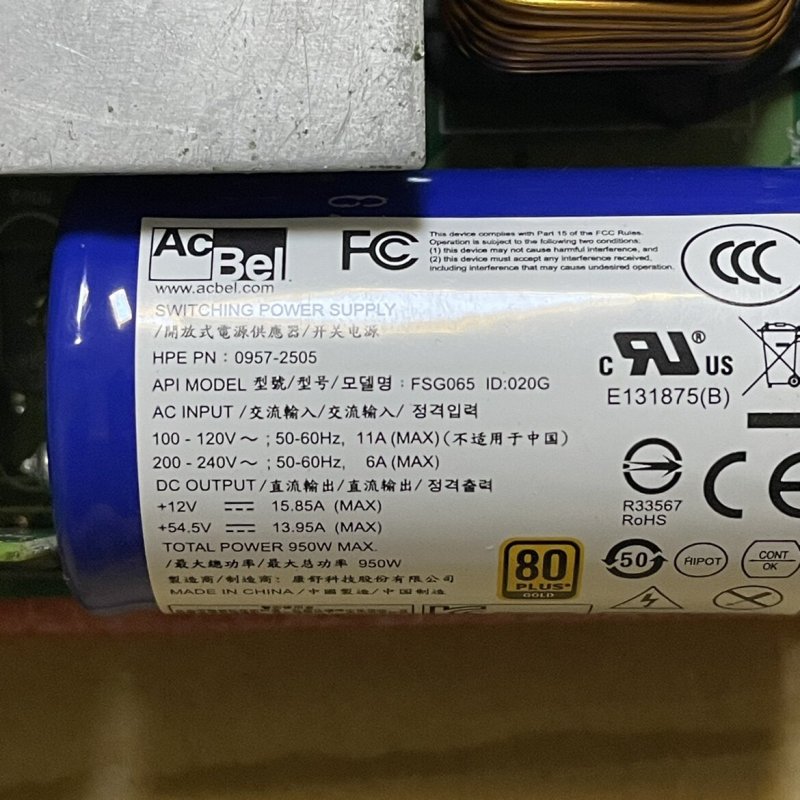 AcBel
www.acbel.com
FC
This device complies with Part 15 of the FCC Rules.
Operation is subject to the following two conditions:
(1) this device may not cause harmful interference, and
(2) this device must accept any interference received,
including interference that may cause undesired operation.
CCC
SWITCHING POWER SUPPLY
/開放式電源供應器/开关电源
HPE PN : 0957-2505
API MODEL 型號/型号/모델명 : FSG065 ID:020G
AC INPUT /交流輸入/交流输入/ 정격입력
100 - 120V～ ; 50-60Hz, 11A (MAX) (不适用于中国)
200 - 240V～ ; 50-60Hz, 6A (MAX)
DC OUTPUT /直流輸出/直流输出/ 정격출력
+12V ⎓ 15.85A (MAX)
+54.5V ⎓ 13.95A (MAX)
TOTAL POWER 950W MAX.
/最大總功率/最大总功率 950W
製造商/制造商: 康舒科技股份有限公司
MADE IN CHINA /中國製造/中国制造
c RU ® US
E131875(B)
R33567
RoHS
CE
80
PLUS®
GOLD
50
HIPOT
CONT
OK